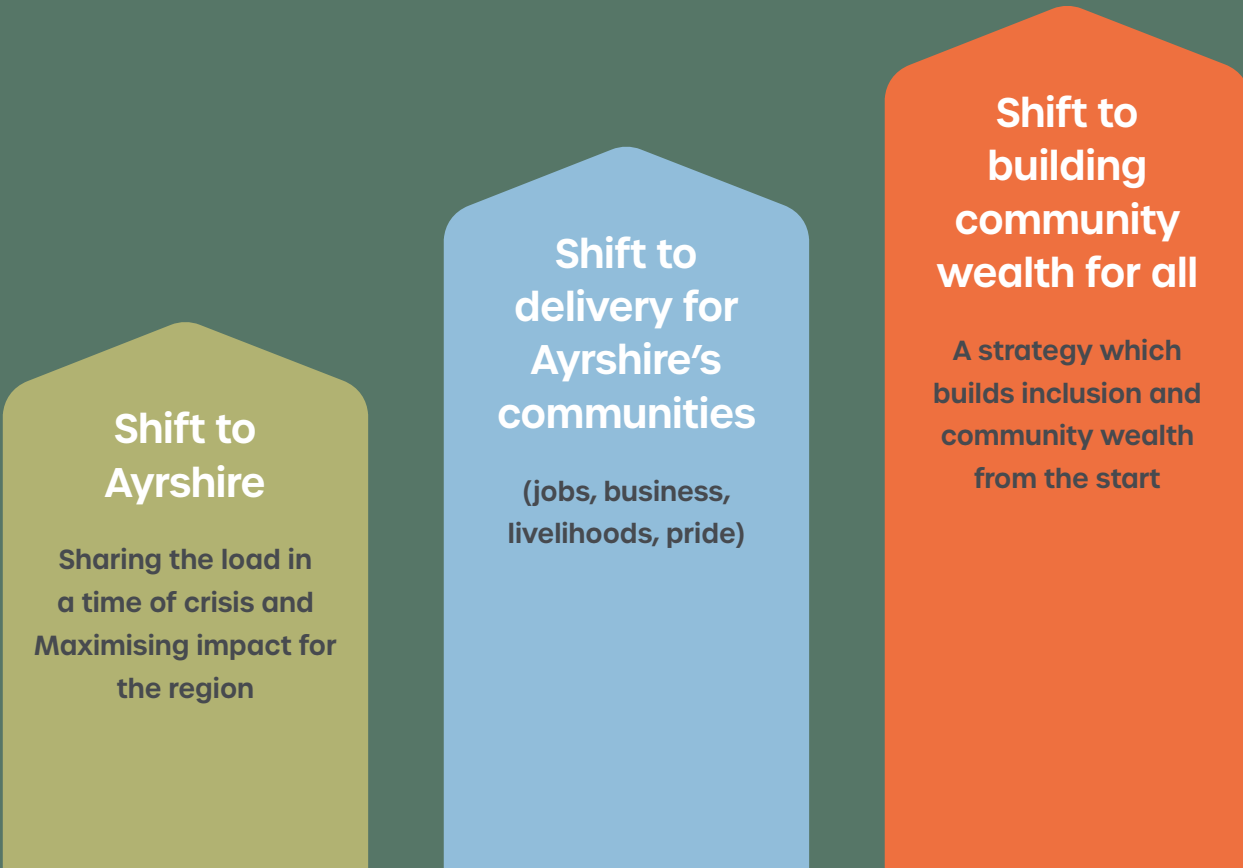 Shift to
Ayrshire
Sharing the load in
a time of crisis and
Maximising impact for
the region
Shift to
delivery for
Ayrshire’s
communities
(jobs, business,
livelihoods, pride)
Shift to
building
community
wealth for all
A strategy which
builds inclusion and
community wealth
from the start